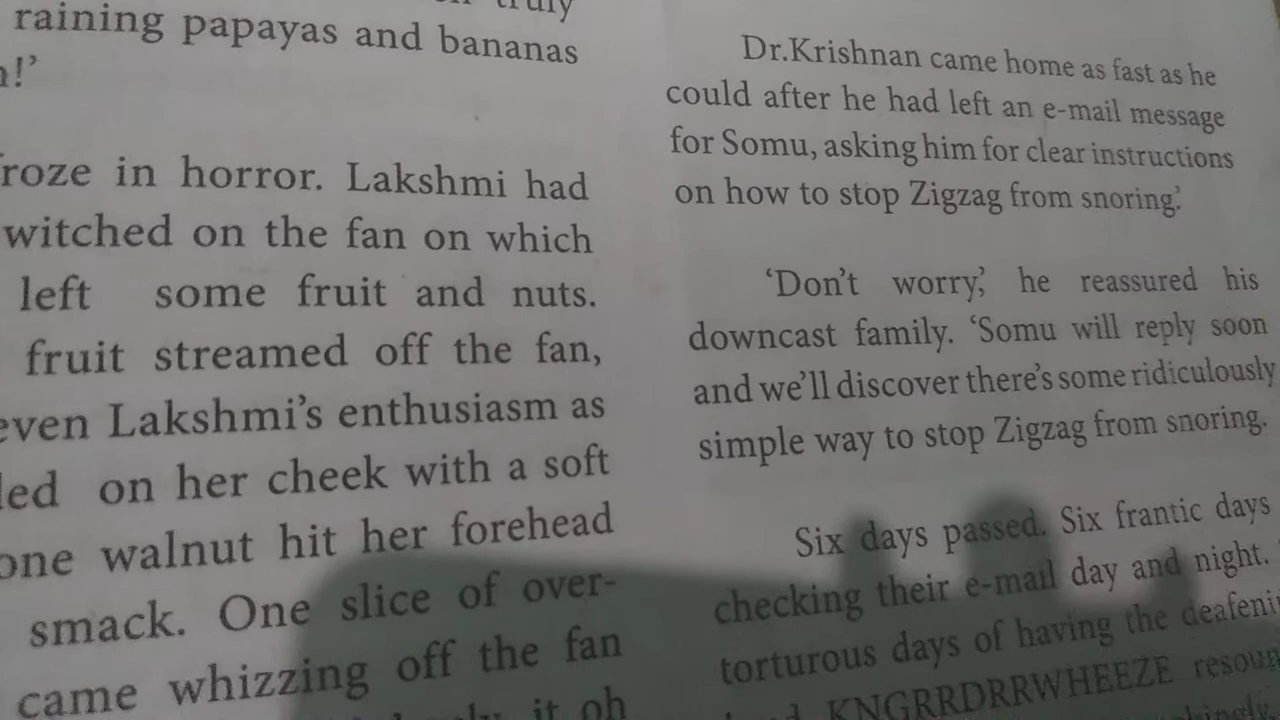 truly
raining papayas and bananas
!’
in horror. Lakshmi had
on the fan on which
left some fruit and nuts.
fruit streamed off the fan,
Lakshmi’s enthusiasm as
on her cheek with a soft
walnut hit her forehead
smack. One slice of over-
came whizzing off the fan
it oh
Dr.Krishnan came home as fast as he
could after he had left an e-mail message
for Somu, asking him for clear instructions
on how to stop Zigzag from snoring.’
‘Don’t worry,’ he reassured his
downcast family. ‘Somu will reply soon
and we’ll discover there’s some ridiculously
simple way to stop Zigzag from snoring.
Six days passed. Six frantic days
checking their e-mail day and night.
torturous days of having the
KNGRRDRRWHEEZE